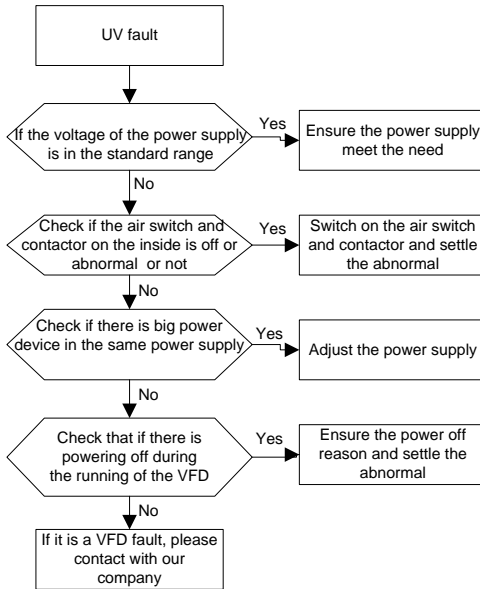 UV fault
If the voltage of the power supply
is in the standard range
Yes
Ensure the power supply
meet the need
No
Check if the air switch and
contactor on the inside is off or
abnormal or not
Yes
Switch on the air switch
and contactor and settle
the abnormal
No
Check if there is big power
device in the same power supply
Yes
Adjust the power supply
No
Check that if there is
powering off during
the running of the VFD
Yes
Ensure the power off
reason and settle the
abnormal
No
If it is a VFD fault, please
contact with our
company